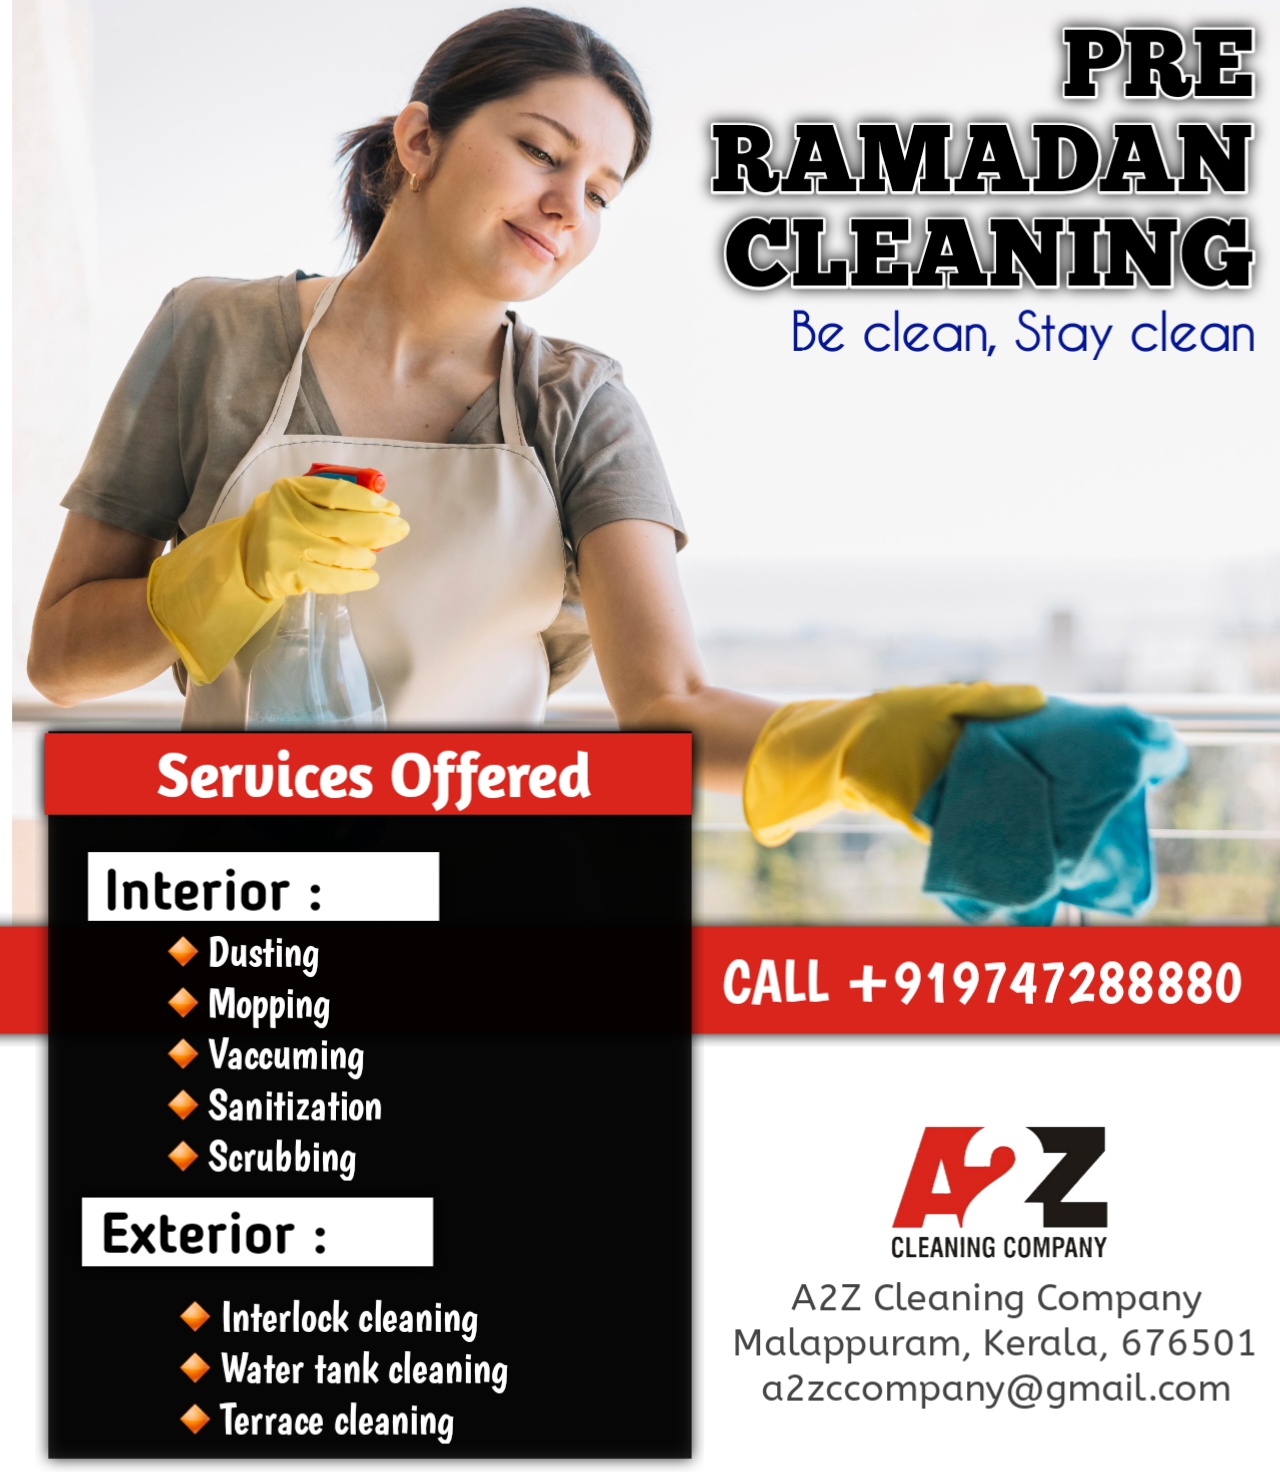 PRE
RAMADAN
CLEANING
Be clean, Stay clean
Services Offered
Interior :
Dusting
Mopping
Vaccuming
Sanitization
Scrubbing
Exterior :
Interlock cleaning
Water tank cleaning
Terrace cleaning
CALL +919747288880
A2Z
CLEANING COMPANY
A2Z Cleaning Company
Malappuram, Kerala, 676501
a2zccompany@gmail.com